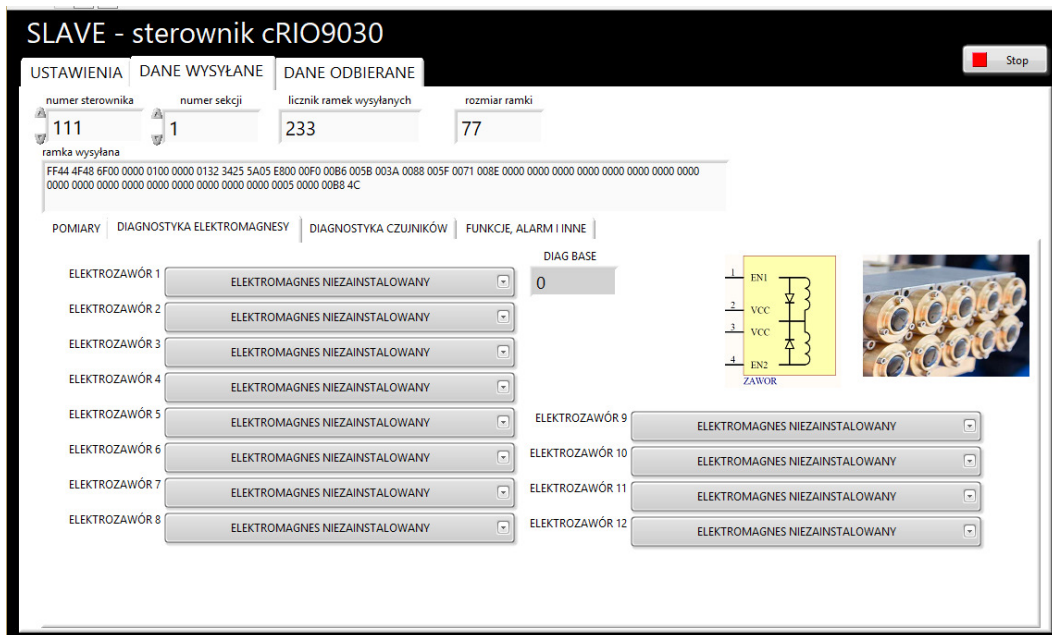 SLAVE - sterownik cRIO9030
Stop
USTAWIENIA DANE WYSYŁANE DANE ODBIERANE
numer sterownika numer sekcji licznik ramek wysyłanych rozmiar ramki
111 1 233 77
ramka wysyłana
FF44 4F48 6F00 0000 0100 0000 0132 3425 5A05 E800 00F0 00B6 005B 003A 0088 005F 0071 008E 0000 0000 0000 0000 0000 0000 0000 0000
0000 0000 0000 0000 0000 0000 0000 0000 0000 0005 0000 00B8 4C
POMIARY DIAGNOSTYKA ELEKTROMAGNESY DIAGNOSTYKA CZUJNIKÓW FUNKCJE, ALARM I INNE
DIAG BASE
0
ELEKTROZAWÓR 1 ELEKTROMAGNES NIEZAINSTALOWANY
ELEKTROZAWÓR 2 ELEKTROMAGNES NIEZAINSTALOWANY
ELEKTROZAWÓR 3 ELEKTROMAGNES NIEZAINSTALOWANY
ELEKTROZAWÓR 4 ELEKTROMAGNES NIEZAINSTALOWANY
ELEKTROZAWÓR 5 ELEKTROMAGNES NIEZAINSTALOWANY
ELEKTROZAWÓR 6 ELEKTROMAGNES NIEZAINSTALOWANY
ELEKTROZAWÓR 7 ELEKTROMAGNES NIEZAINSTALOWANY
ELEKTROZAWÓR 8 ELEKTROMAGNES NIEZAINSTALOWANY
1 EN1
2 VCC
3 VCC
4 EN2
ZAWOR
ELEKTROZAWÓR 9 ELEKTROMAGNES NIEZAINSTALOWANY
ELEKTROZAWÓR 10 ELEKTROMAGNES NIEZAINSTALOWANY
ELEKTROZAWÓR 11 ELEKTROMAGNES NIEZAINSTALOWANY
ELEKTROZAWÓR 12 ELEKTROMAGNES NIEZAINSTALOWANY